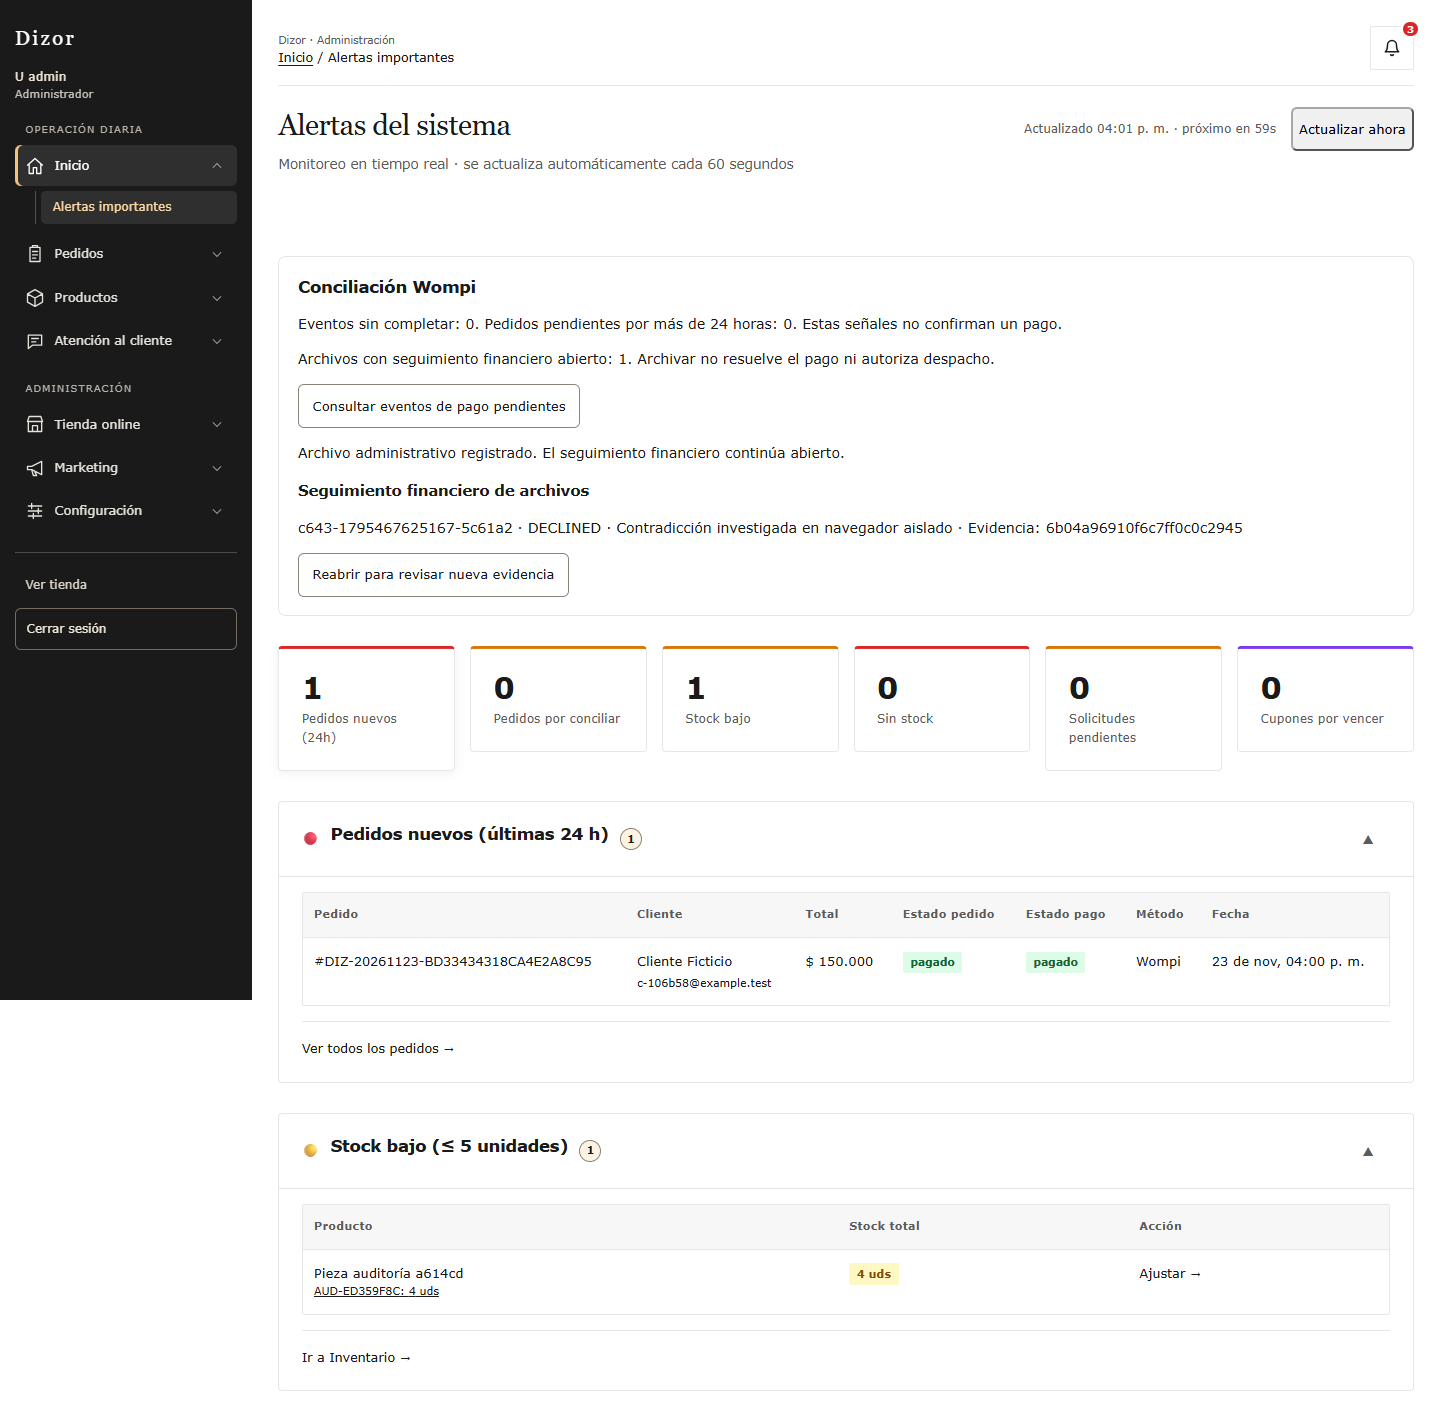 Dizor
U admin
Administrador
OPERACIÓN DIARIA
Inicio
Alertas importantes
Pedidos
Productos
Atención al cliente
ADMINISTRACIÓN
Tienda online
Marketing
Configuración
Ver tienda
Cerrar sesión
Dizor · Administración
Inicio / Alertas importantes
3
Alertas del sistema
Monitoreo en tiempo real · se actualiza automáticamente cada 60 segundos
Actualizado 04:01 p. m. · próximo en 59s
Actualizar ahora
Conciliación Wompi
Eventos sin completar: 0. Pedidos pendientes por más de 24 horas: 0. Estas señales no confirman un pago.
Archivos con seguimiento financiero abierto: 1. Archivar no resuelve el pago ni autoriza despacho.
Consultar eventos de pago pendientes
Archivo administrativo registrado. El seguimiento financiero continúa abierto.
Seguimiento financiero de archivos
c643-1795467625167-5c61a2 · DECLINED · Contradicción investigada en navegador aislado · Evidencia: 6b04a96910f6c7ff0c0c2945
Reabrir para revisar nueva evidencia
1
Pedidos nuevos
(24h)
0
Pedidos por conciliar
1
Stock bajo
0
Sin stock
0
Solicitudes
pendientes
0
Cupones por vencer
Pedidos nuevos (últimas 24 h) 1 ▲
Pedido Cliente Total Estado pedido Estado pago Método Fecha
#DIZ-20261123-BD33434318CA4E2A8C95 Cliente Ficticio $ 150.000 pagado pagado Wompi 23 de nov, 04:00 p. m.
c-106b58@example.test
Ver todos los pedidos →
Stock bajo (≤ 5 unidades) 1 ▲
Producto Stock total Acción
Pieza auditoría a614cd 4 uds Ajustar →
AUD-ED359F8C: 4 uds
Ir a Inventario →